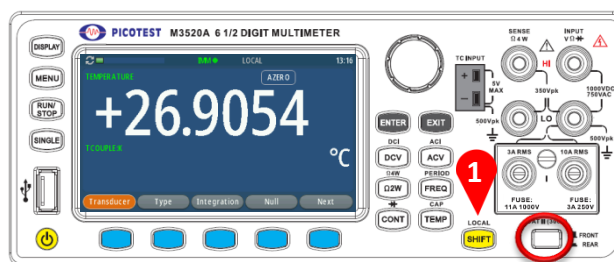 PICOTEST M3520A 6 1/2 DIGIT MULTIMETER
DISPLAY
MENU
RUN/
STOP
SINGLE
IMM LOCAL 13:16
TEMPERATURE
AZERO
+26.9054
°C
TCOUPLE:K
Transducer Type Integration Null Next
ENTER EXIT
DCI ACI
DCV ACV
Ω4W PERIOD
Ω2W FREQ
CAP
CONT TEMP
LOCAL
SHIFT
1
TC INPUT
+
−
5V
MAX
SENSE
Ω 4 W
INPUT
V Ω
HI
350Vpk
1000VDC
750VAC
LO
500Vpk
500Vpk
3A RMS 10A RMS
I
FUSE:
11A 1000V
FUSE:
3A 250V
FRONT
REAR